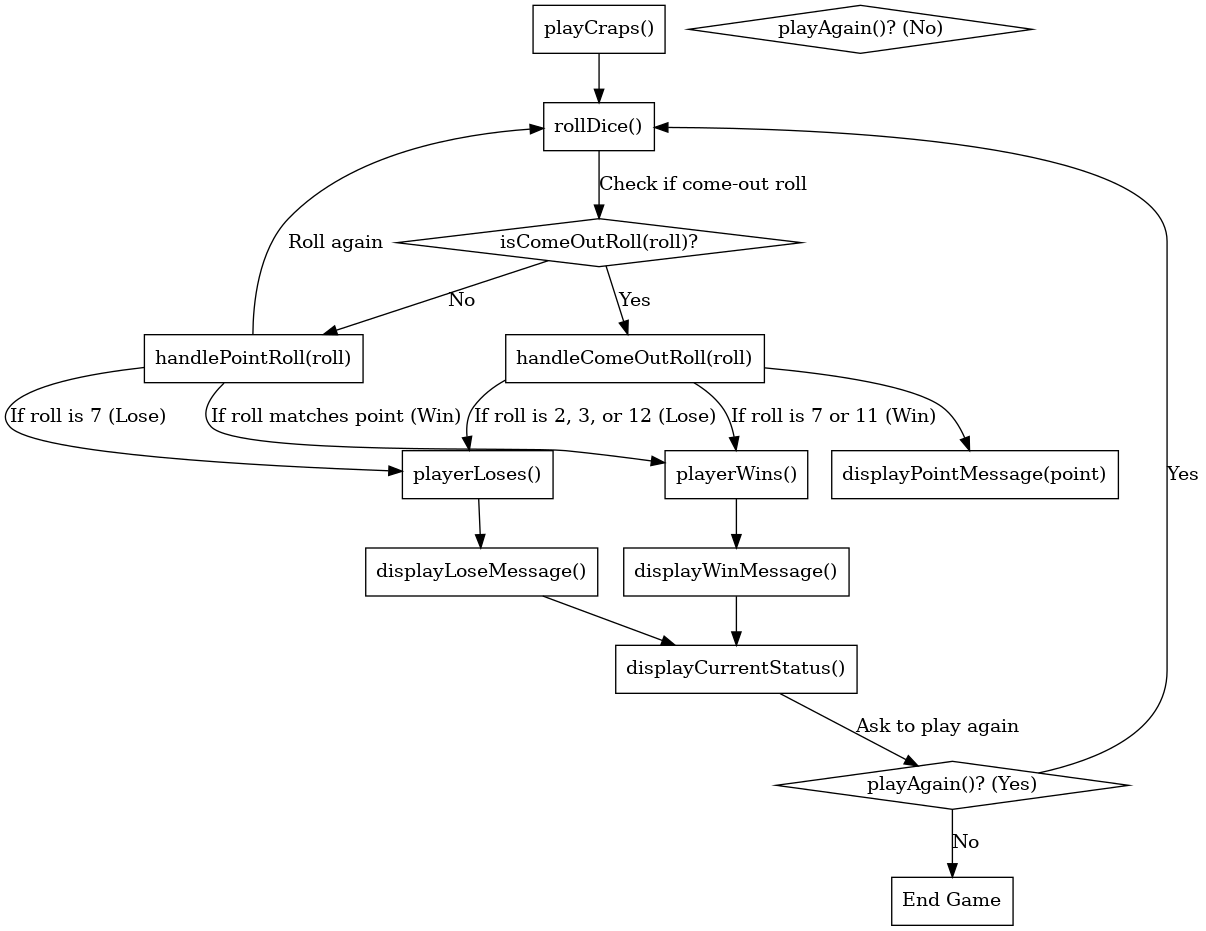 playCraps()
playAgain()? (No)
rollDice()
Check if come-out roll
Roll again
isComeOutRoll(roll)?
No
Yes
handlePointRoll(roll)
handleComeOutRoll(roll)
If roll is 7 (Lose)
If roll matches point (Win)
If roll is 2, 3, or 12 (Lose)
If roll is 7 or 11 (Win)
playerLoses()
playerWins()
displayPointMessage(point)
Yes
displayLoseMessage()
displayWinMessage()
displayCurrentStatus()
Ask to play again
playAgain()? (Yes)
No
End Game